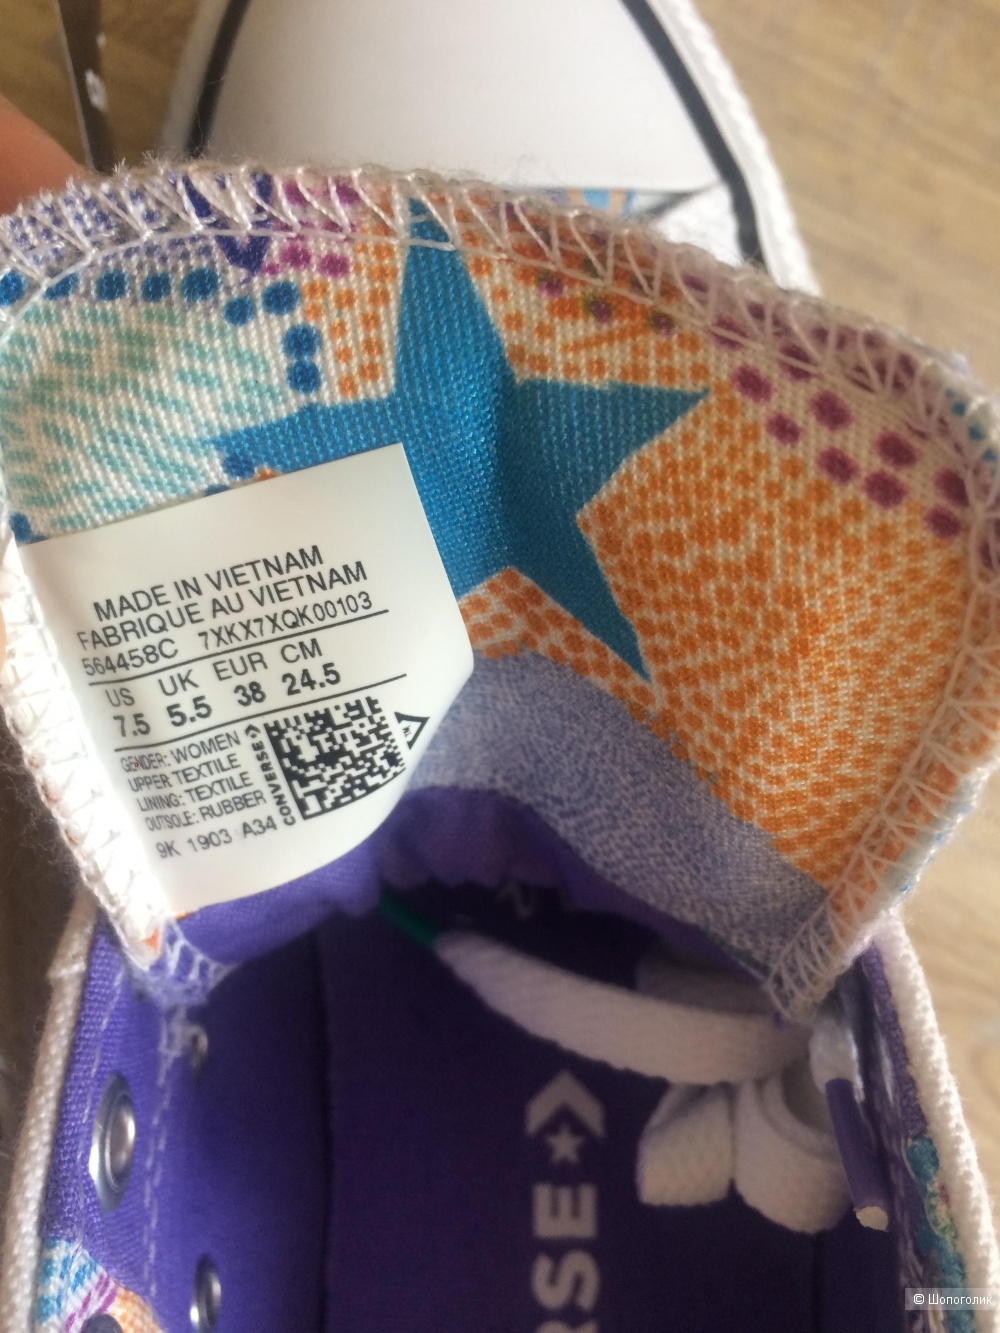 MADE IN VIETNAM
FABRIQUE AU VIETNAM
564458C 7XKX7XQK00103
US UK EUR CM
7.5 5.5 38 24.5
GENDER: WOMEN
UPPER TEXTILE
LINING: TEXTILE
OUTSOLE: RUBBER
CONVERSE
9K 1903 A34
ERSE
© Шопоголик